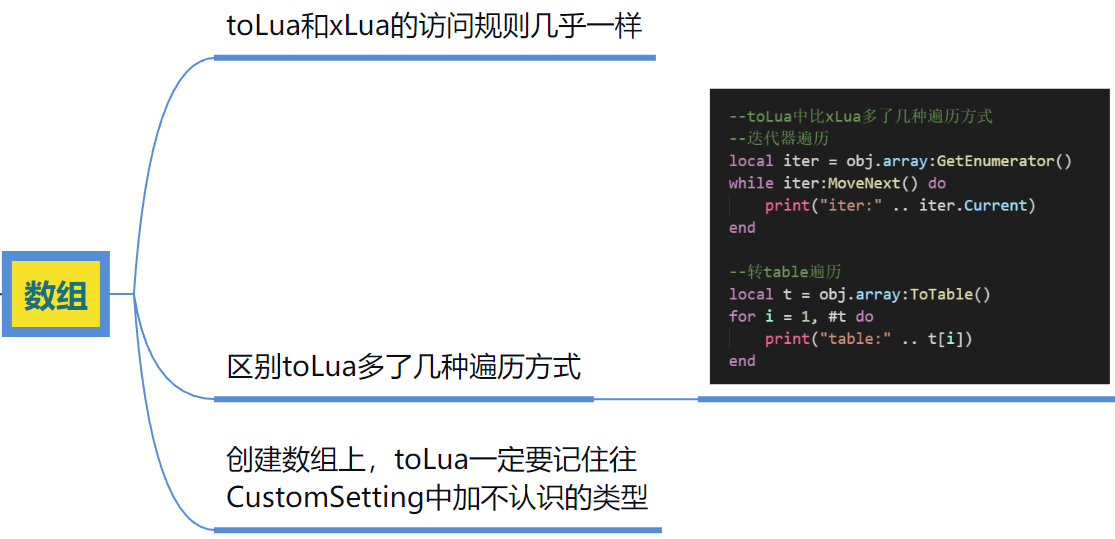 toLua和xLua的访问规则几乎一样
数组
区别toLua多了几种遍历方式
--toLua中比xLua多了几种遍历方式
--迭代器遍历
local iter = obj.array:GetEnumerator()
while iter:MoveNext() do
    print("iter:" .. iter.Current)
end
--转table遍历
local t = obj.array:ToTable()
for i = 1, #t do
    print("table:" .. t[i])
end
创建数组上，toLua一定要记住往
CustomSetting中加不认识的类型